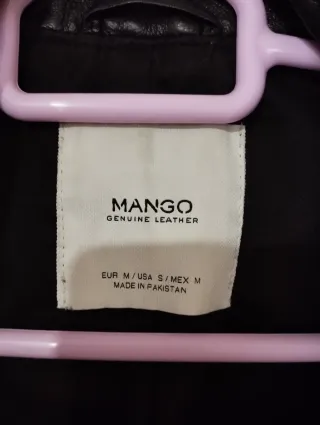 MANGO
GENUINE LEATHER
EUR M / USA S / MEX M
MADE IN PAKISTAN